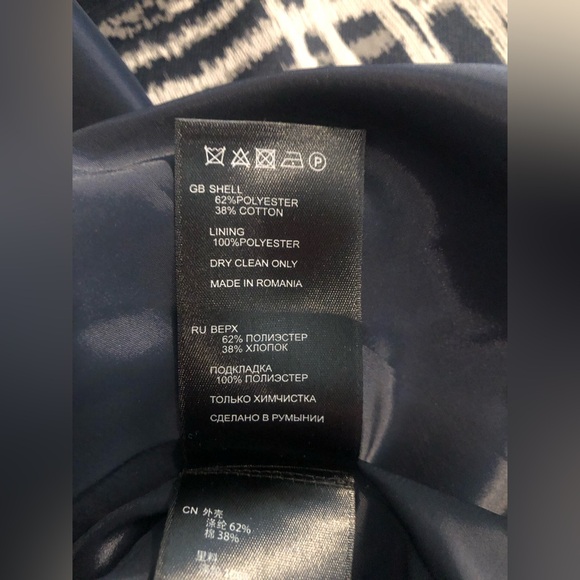 GB SHELL
62%POLYESTER
38% COTTON
LINING
100%POLYESTER
DRY CLEAN ONLY
MADE IN ROMANIA
RU ВЕРХ
62% ПОЛИЭСТЕР
38% ХЛОПОК
ПОДКЛАДКА
100% ПОЛИЭСТЕР
ТОЛЬКО ХИМЧИСТКА
СДЕЛАНО В РУМЫНИИ
CN 外壳
涤纶 62%
棉 38%
里料